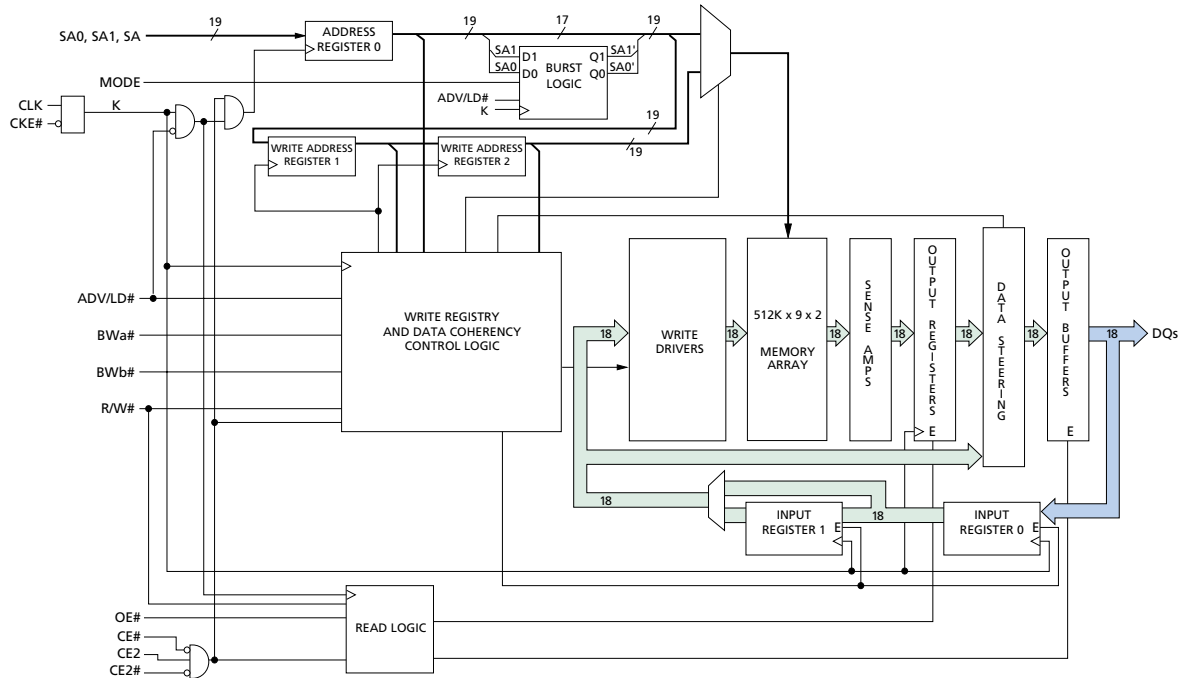 19
19
17
19
SA0, SA1, SA
ADDRESS
REGISTER 0
SA1
SA0
D1
D0
BURST
LOGIC
Q1
Q0
SA1'
SA0'
MODE
ADV/LD#
K
CLK
CKE#
K
19
19
WRITE ADDRESS
REGISTER 1
WRITE ADDRESS
REGISTER 2
ADV/LD#
BWa#
BWb#
R/W#
WRITE REGISTRY
AND DATA COHERENCY
CONTROL LOGIC
18
WRITE
DRIVERS
18
512K x 9 x 2
MEMORY
ARRAY
18
SENSE AMPS
18
OUTPUT REGISTERS
E
18
DATA STEERING
18
OUTPUT BUFFERS
E
18
DQs
18
18
INPUT
REGISTER 1
E
INPUT
REGISTER 0
E
OE#
CE#
CE2
CE2#
READ LOGIC